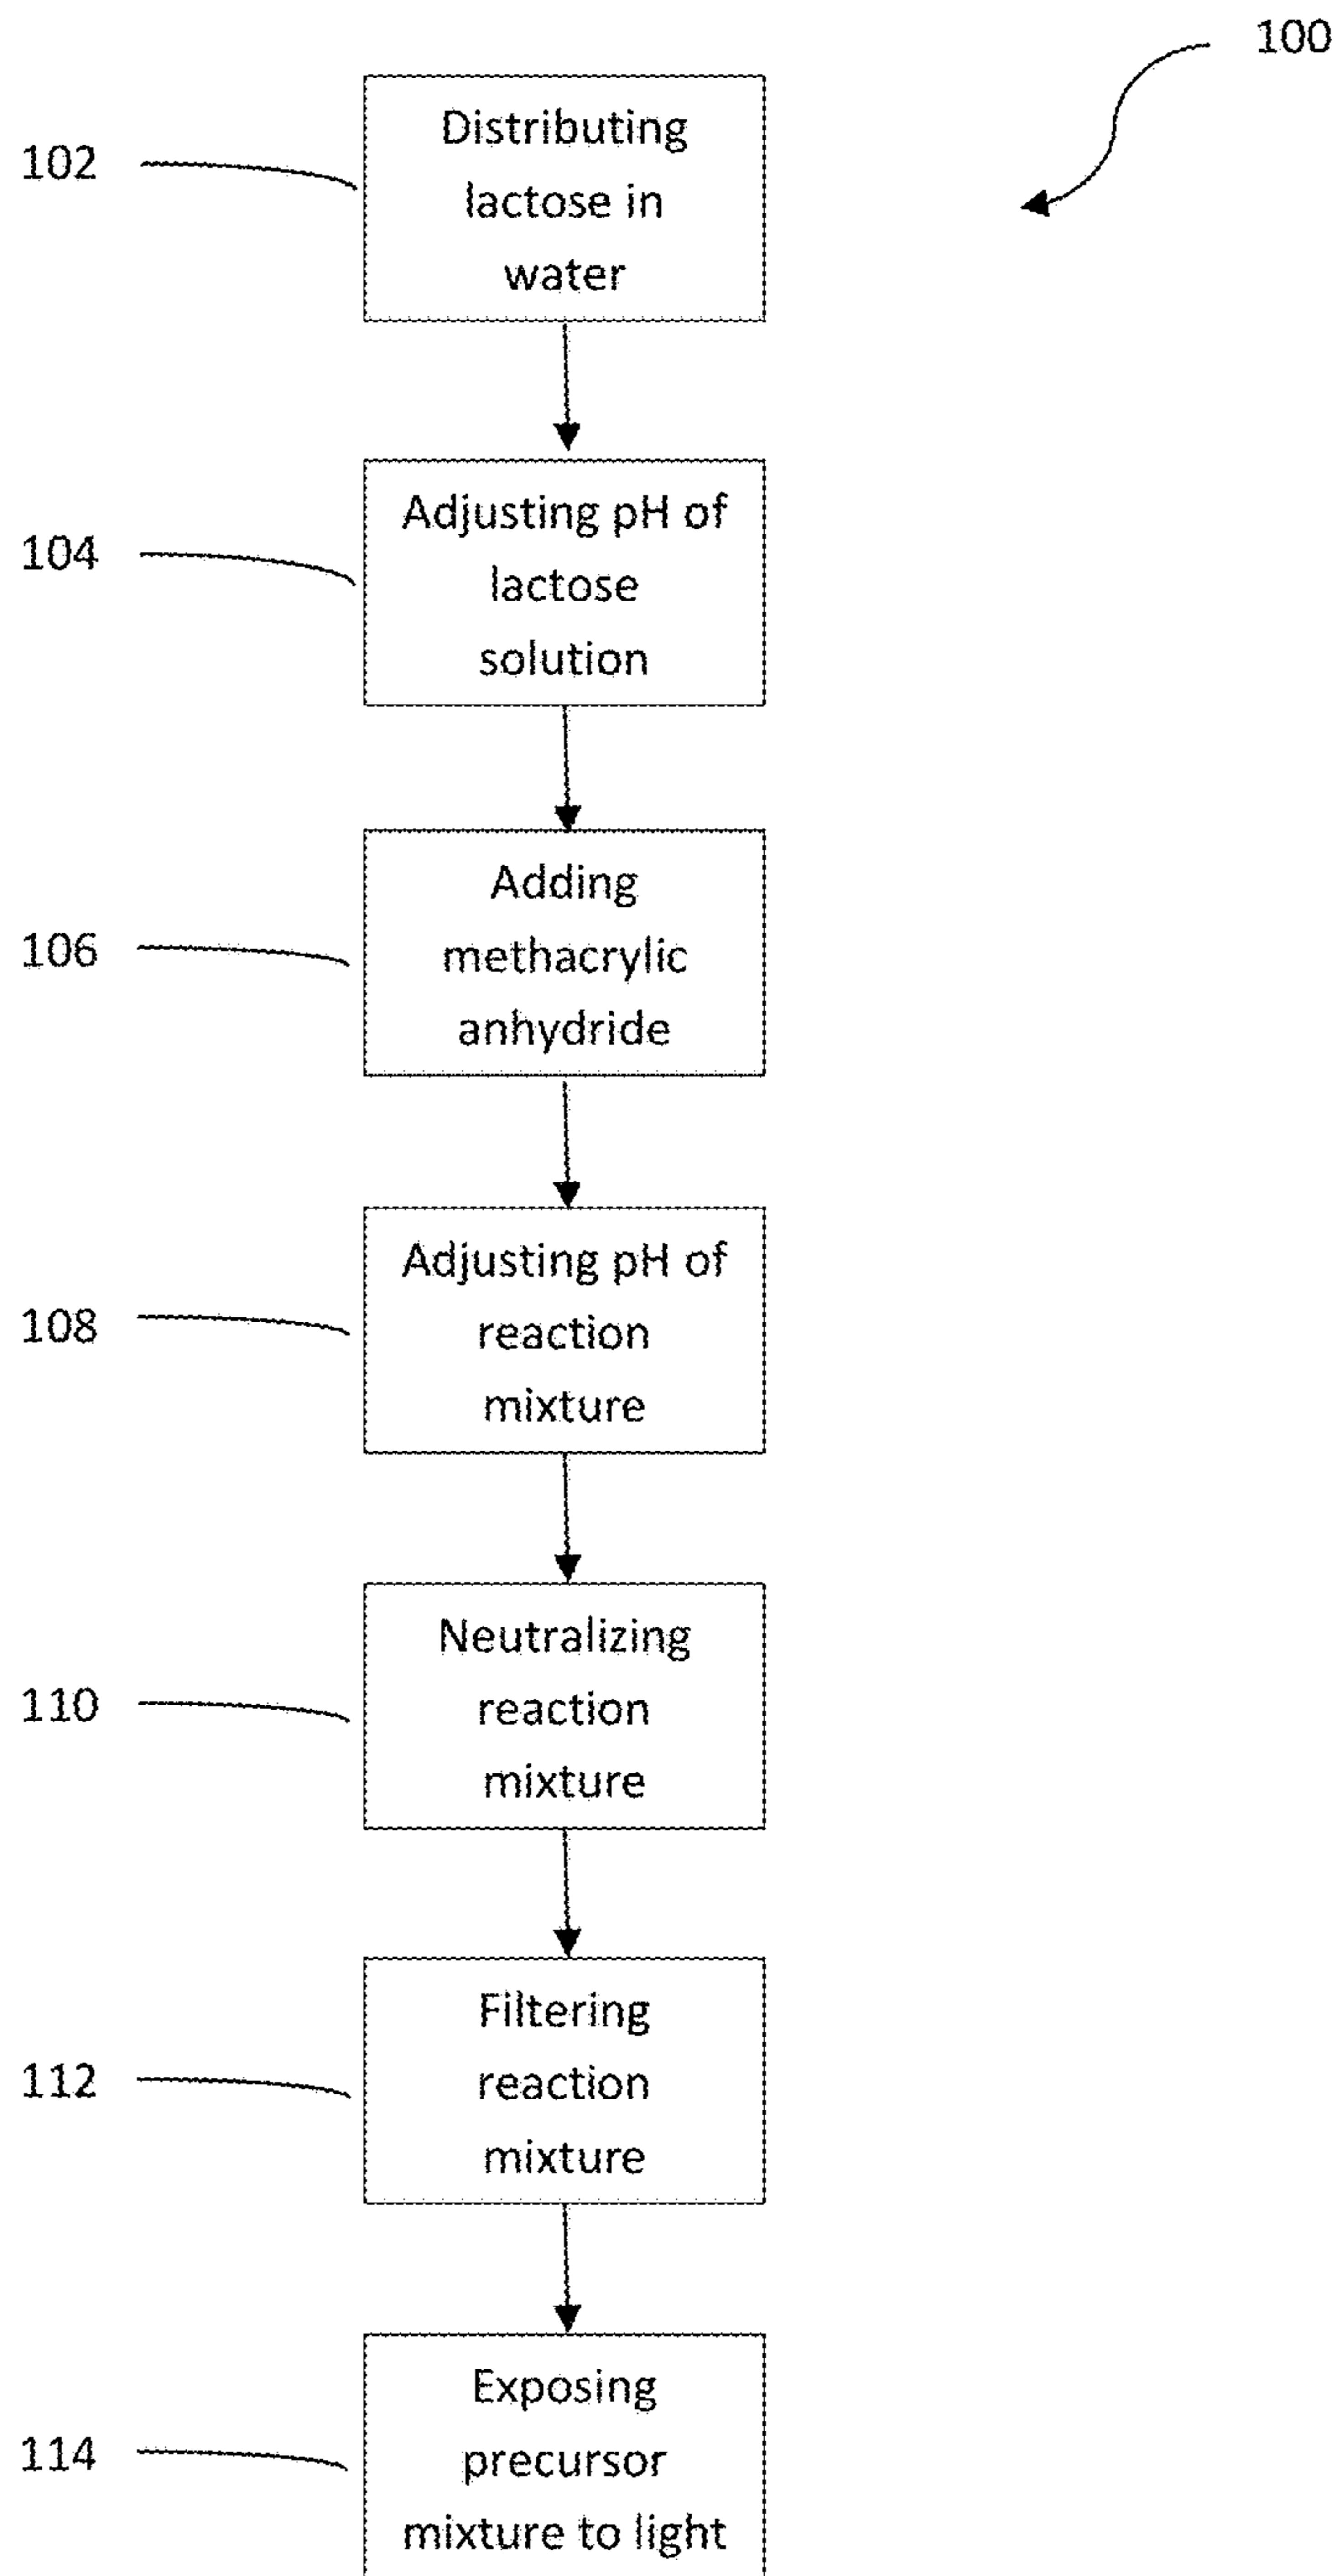 100
102
Distributing
lactose in
water
104
Adjusting pH of
lactose
solution
106
Adding
methacrylic
anhydride
108
Adjusting pH of
reaction
mixture
110
Neutralizing
reaction
mixture
112
Filtering
reaction
mixture
114
Exposing
precursor
mixture to light